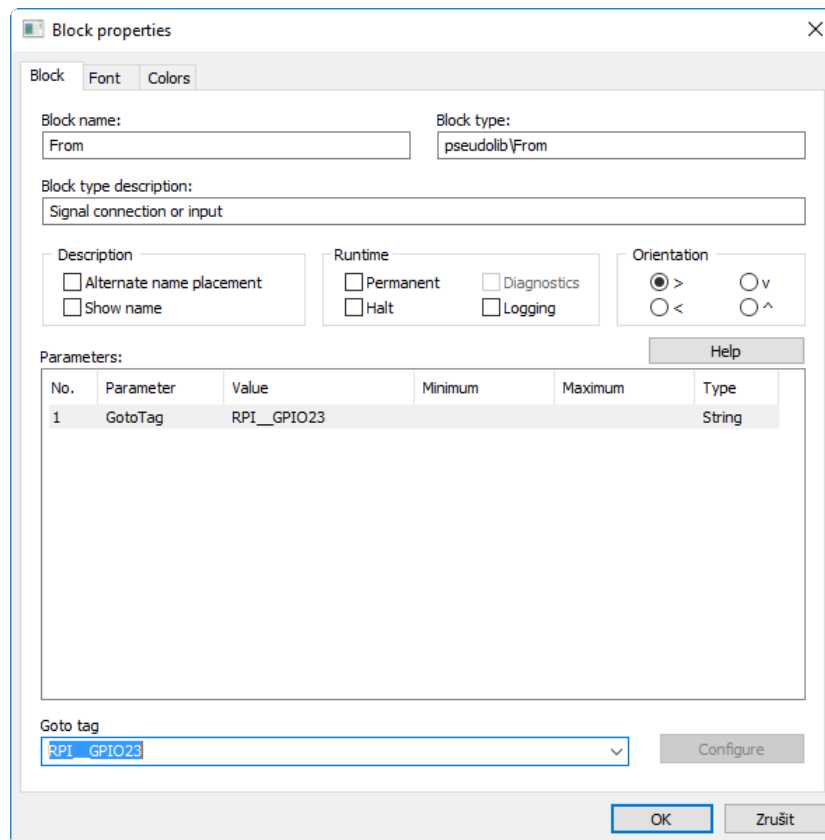 Block properties
Block Font Colors
Block name: Block type:
From pseudolib\From
Block type description:
Signal connection or input
Description Runtime Orientation
Alternate name placement Permanent Diagnostics > v
Show name Halt Logging < ^
Parameters: Help
No. Parameter Value Minimum Maximum Type
1 GotoTag RPI__GPIO23 String
Goto tag
RPI__GPIO23 Configure
OK Zrušit